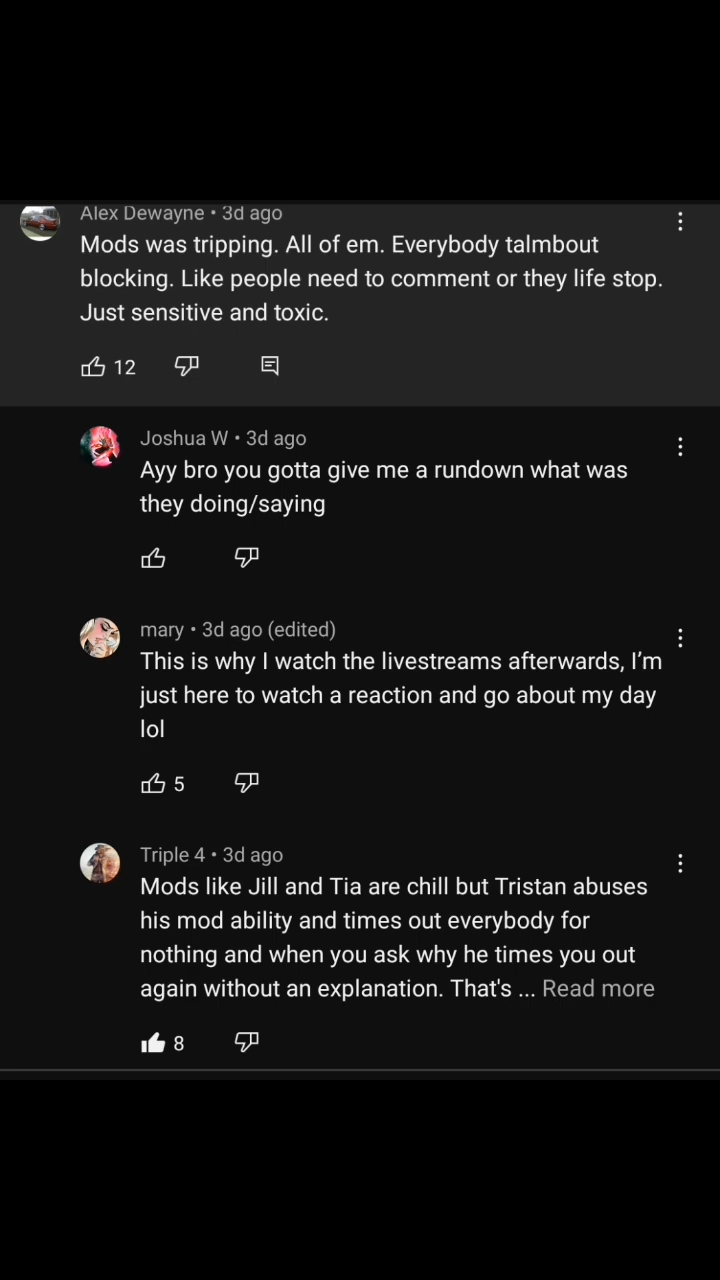 Alex Dewayne • 3d ago
Mods was tripping. All of em. Everybody talmbout
blocking. Like people need to comment or they life stop.
Just sensitive and toxic.
12
Joshua W • 3d ago
Ayy bro you gotta give me a rundown what was
they doing/saying
mary • 3d ago (edited)
This is why I watch the livestreams afterwards, I’m
just here to watch a reaction and go about my day
lol
5
Triple 4 • 3d ago
Mods like Jill and Tia are chill but Tristan abuses
his mod ability and times out everybody for
nothing and when you ask why he times you out
again without an explanation. That's ... Read more
8